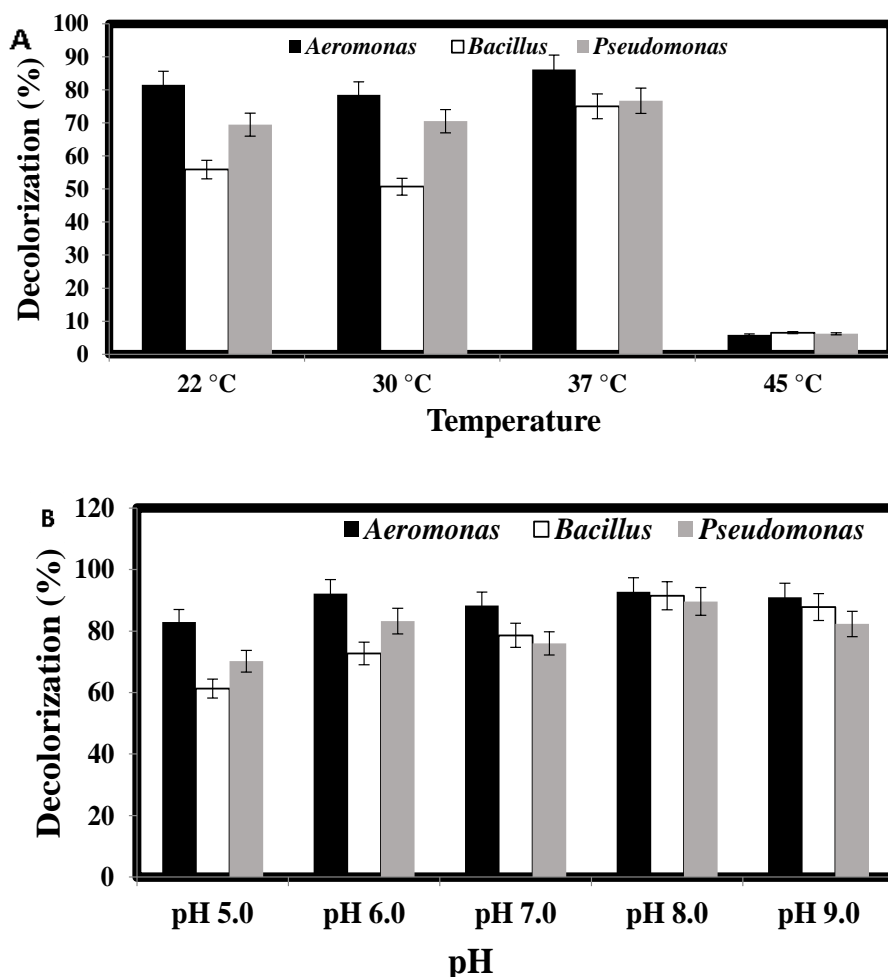 A
Aeromonas Bacillus Pseudomonas
Decolorization (%)
100
90
80
70
60
50
40
30
20
10
0
22 °C 30 °C 37 °C 45 °C
Temperature
B
Aeromonas Bacillus Pseudomonas
Decolorization (%)
120
100
80
60
40
20
0
pH 5.0 pH 6.0 pH 7.0 pH 8.0 pH 9.0
pH